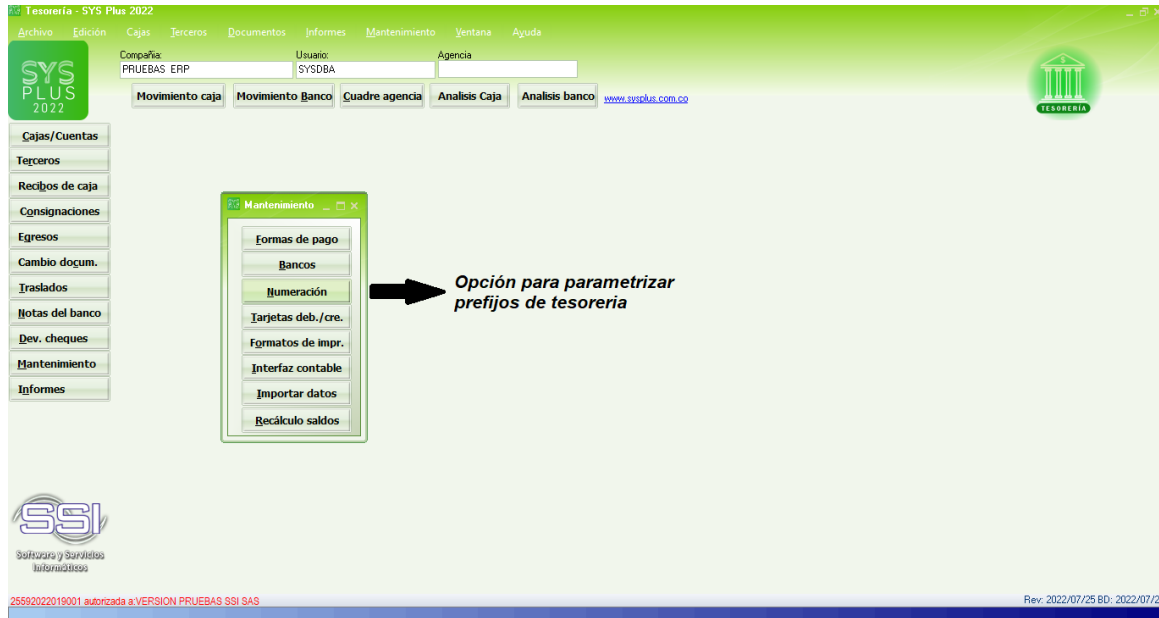 Tesorería - SYS Plus 2022
Archivo Edición Cajas Terceros Documentos Informes Mantenimiento Ventana Ayuda
Compañia: Usuario: Agencia
PRUEBAS ERP SYSDBA
SYS
PLUS
2022
Movimiento caja Movimiento Banco Cuadre agencia Analisis Caja Analisis banco www.sysplus.com.co
TESORERÍA
Cajas/Cuentas
Terceros
Recibos de caja
Consignaciones
Egresos
Cambio docum.
Traslados
Notas del banco
Dev. cheques
Mantenimiento
Informes
Mantenimiento
Formas de pago
Bancos
Numeración
Tarjetas deb./cre.
Formatos de impr.
Interfaz contable
Importar datos
Recálculo saldos
Opción para parametrizar
prefijos de tesoreria
SSI
Software y Servicios
Informáticos
25592022019001 autorizada a:VERSION PRUEBAS SSI SAS
Rev: 2022/07/25 BD: 2022/07/2